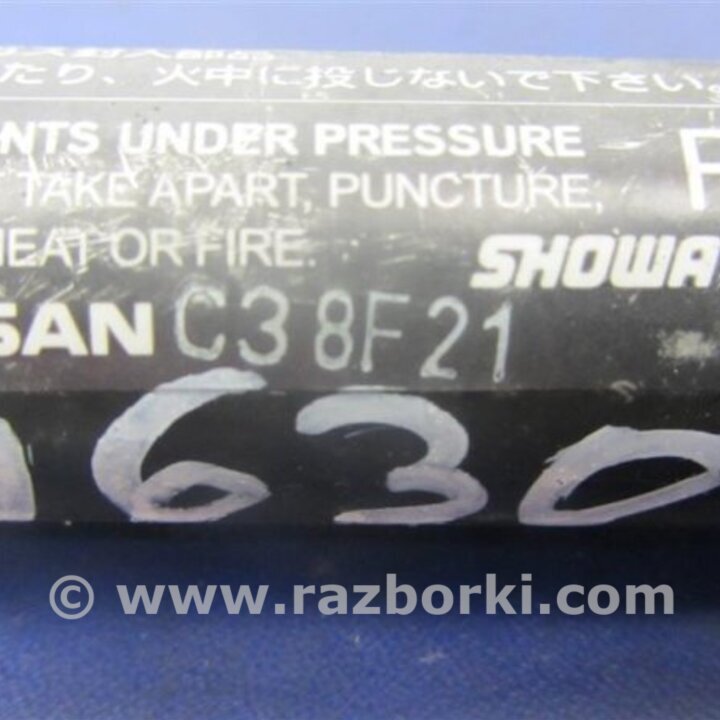 たり、火中に投じないで下さい。
NTS UNDER PRESSURE
TAKE APART, PUNCTURE,
HEAT OR FIRE.
SHOWA
SAN C38F21
630
© www.razborki.com